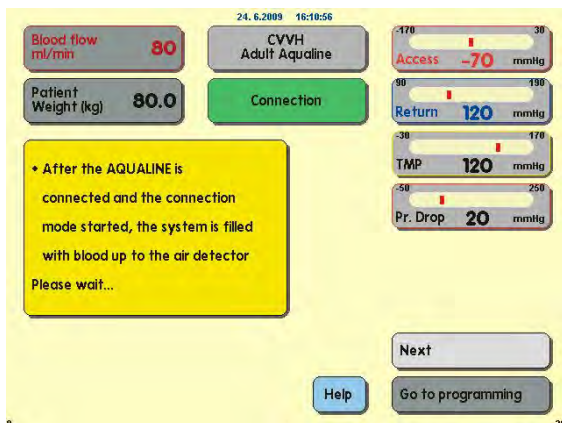 24. 6.2009 16:10:56
Blood flow
ml/min 80
CVVH
Adult Aqualine
-170 30
Access -70 mmHg
Patient
Weight (kg) 80.0
Connection
90 190
Return 120 mmHg
-30 170
TMP 120 mmHg
-50 250
Pr. Drop 20 mmHg
• After the AQUALINE is
connected and the connection
mode started, the system is filled
with blood up to the air detector
Please wait...
Next
Help
Go to programming